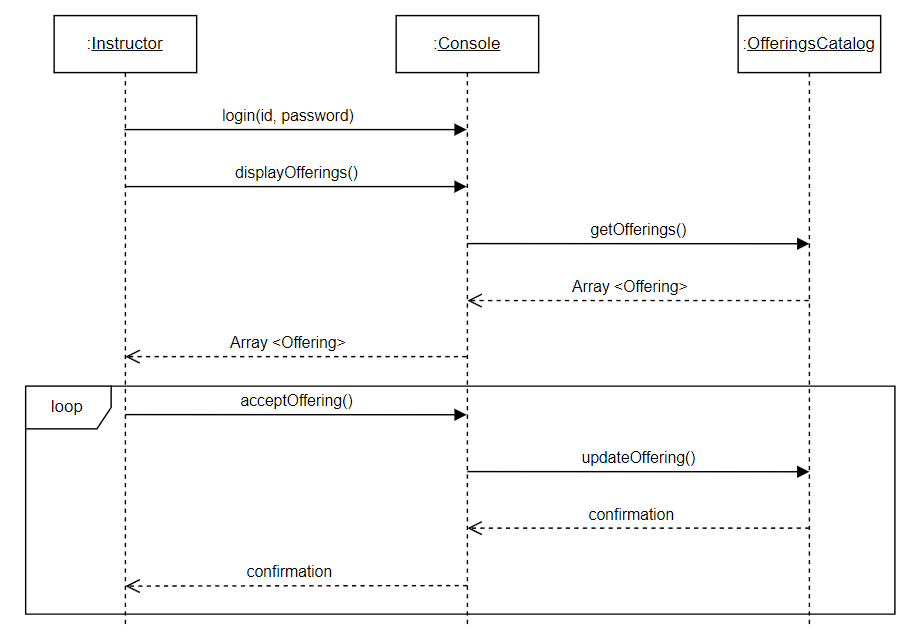 :Instructor
:Console
:OfferingsCatalog
login(id, password)
displayOfferings()
getOfferings()
Array <Offering>
Array <Offering>
loop
acceptOffering()
updateOffering()
confirmation
confirmation